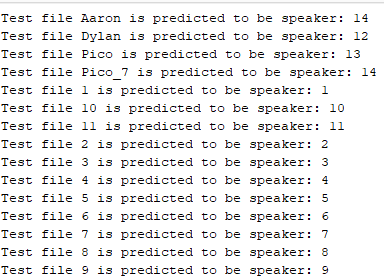 Test file Aaron is predicted to be speaker: 14
Test file Dylan is predicted to be speaker: 12
Test file Pico is predicted to be speaker: 13
Test file Pico_7 is predicted to be speaker: 14
Test file 1 is predicted to be speaker: 1
Test file 10 is predicted to be speaker: 10
Test file 11 is predicted to be speaker: 11
Test file 2 is predicted to be speaker: 2
Test file 3 is predicted to be speaker: 3
Test file 4 is predicted to be speaker: 4
Test file 5 is predicted to be speaker: 5
Test file 6 is predicted to be speaker: 6
Test file 7 is predicted to be speaker: 7
Test file 8 is predicted to be speaker: 8
Test file 9 is predicted to be speaker: 9